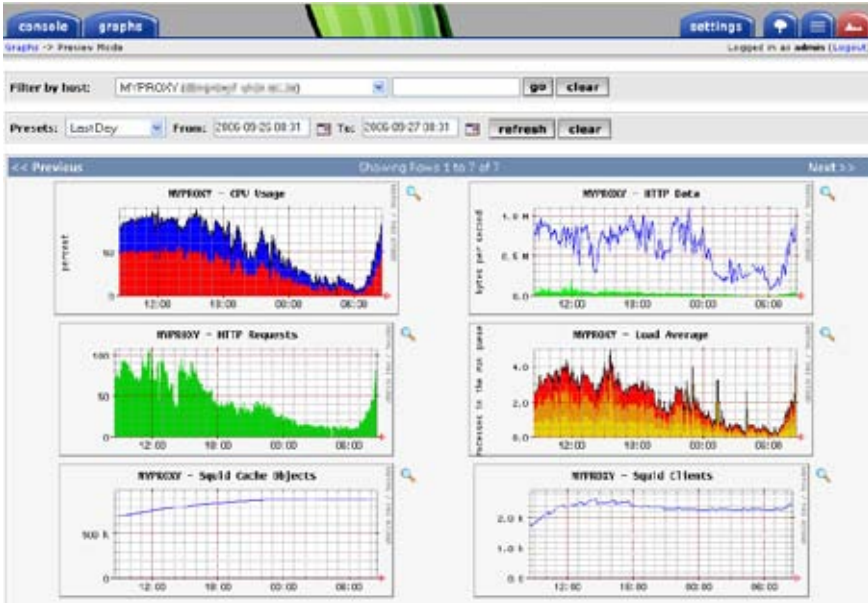 console graphs settings
Graphs -> Preview Mode Logged in as admin (Logout)
Filter by host: MYPROXY go clear
Presets: Last Day From: 2006-09-26 08:31 To: 2006-09-27 08:31 refresh clear
<< Previous Showing Rows 1 to 7 of 7 Next >>
MYPROXY - CPU Usage
percent
50
0
12:00 18:00 00:00 06:00
MYPROXY - HTTP Data
bytes per second
1.0 M
0.5 M
0.0
12:00 18:00 00:00 06:00
MYPROXY - HTTP Requests
100
50
0
12:00 18:00 00:00 06:00
MYPROXY - Load Average
processes in the run queue
4.0
2.0
0.0
12:00 18:00 00:00 06:00
MYPROXY - Squid Cache Objects
500 k
0
12:00 18:00 00:00 06:00
MYPROXY - Squid Clients
2.0 k
1.0 k
0.0
12:00 18:00 00:00 06:00